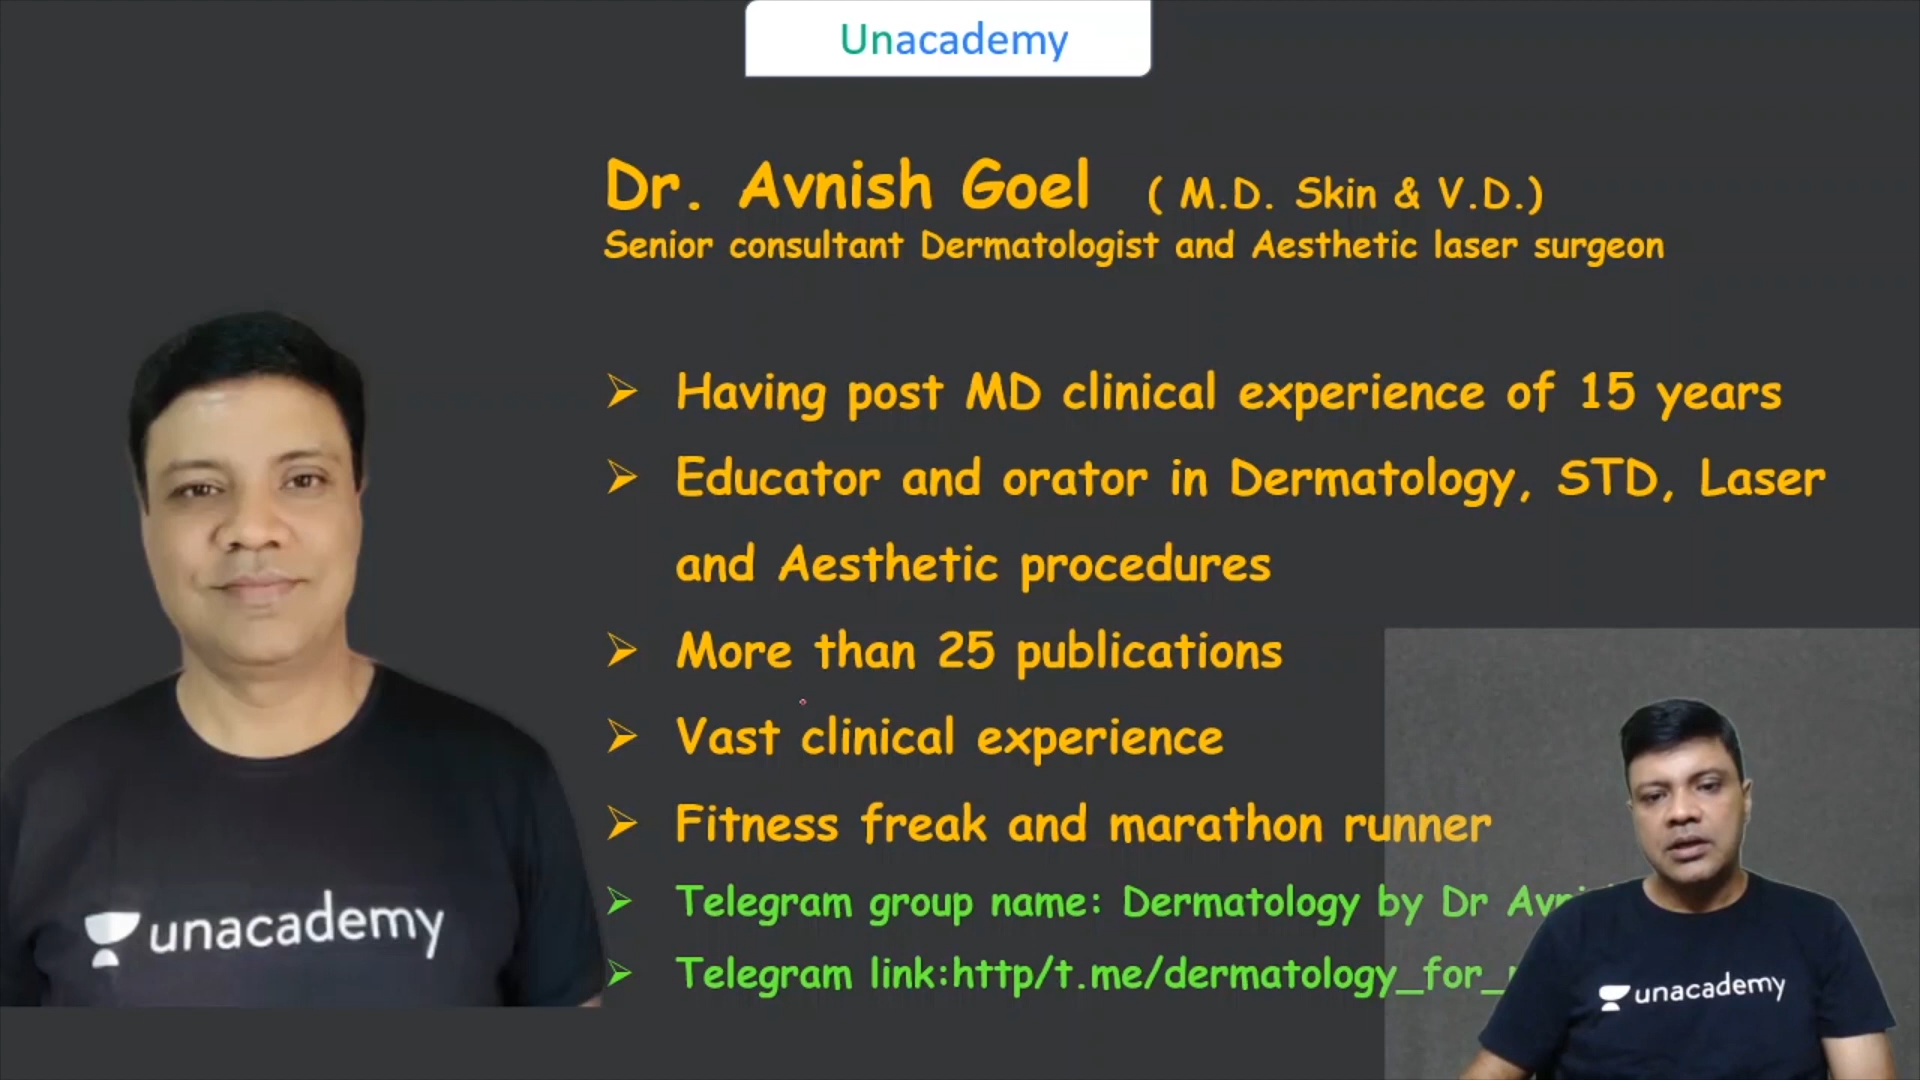 Unacademy
Dr. Avnish Goel ( M.D. Skin & V.D.)
Senior consultant Dermatologist and Aesthetic laser surgeon
➢ Having post MD clinical experience of 15 years
➢ Educator and orator in Dermatology, STD, Laser
and Aesthetic procedures
➢ More than 25 publications
➢ Vast clinical experience
➢ Fitness freak and marathon runner
➢ Telegram group name: Dermatology by Dr
➢ Telegram link:http/t.me/dermatology_for_
unacademy
unacademy